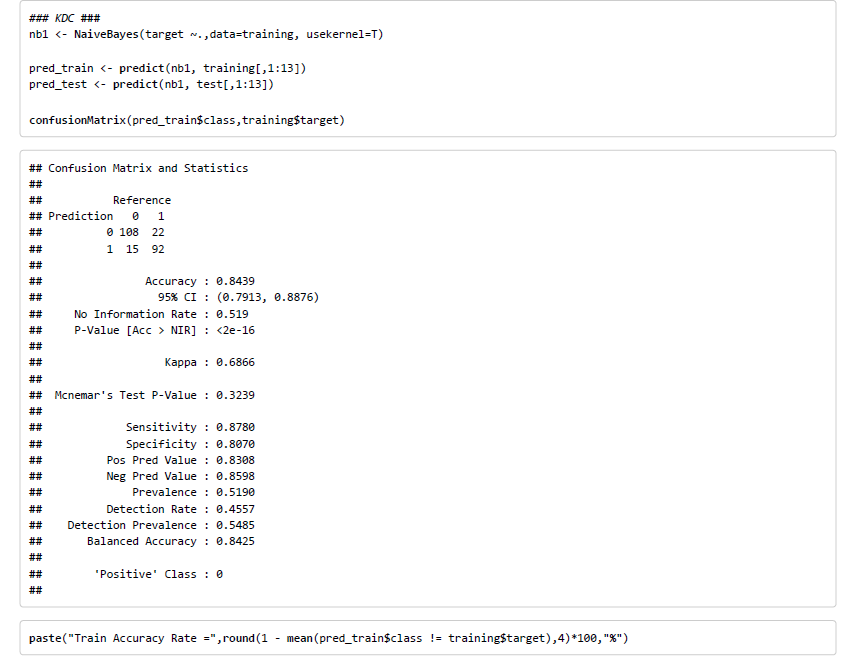 ### KDC ###
nb1 <- NaiveBayes(target ~.,data=training, usekernel=T)
pred_train <- predict(nb1, training[,1:13])
pred_test <- predict(nb1, test[,1:13])
confusionMatrix(pred_train$class,training$target)
## Confusion Matrix and Statistics
##
##           Reference
## Prediction   0   1
##          0 108  22
##          1  15  92
##
##                Accuracy : 0.8439
##                  95% CI : (0.7913, 0.8876)
##     No Information Rate : 0.519
##     P-Value [Acc > NIR] : <2e-16
##
##                   Kappa : 0.6866
##
##  Mcnemar's Test P-Value : 0.3239
##
##             Sensitivity : 0.8780
##             Specificity : 0.8070
##          Pos Pred Value : 0.8308
##          Neg Pred Value : 0.8598
##              Prevalence : 0.5190
##          Detection Rate : 0.4557
##    Detection Prevalence : 0.5485
##       Balanced Accuracy : 0.8425
##
##        'Positive' Class : 0
##
paste("Train Accuracy Rate =",round(1 - mean(pred_train$class != training$target),4)*100,"%")